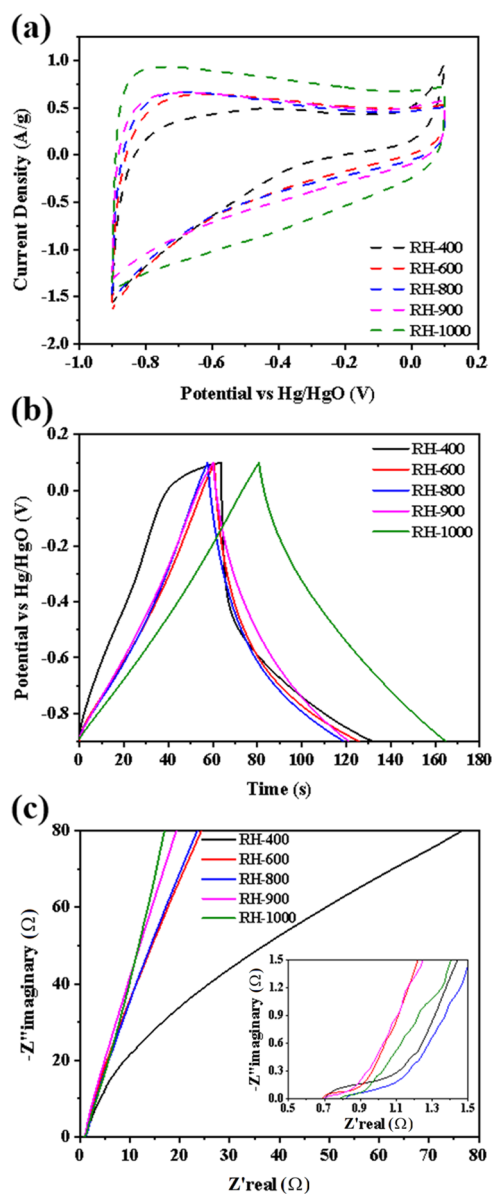 (a)
1.0
0.5
0.0
-0.5
-1.0
-1.5
-2.0
Current Density (A/g)
RH-400
RH-600
RH-800
RH-900
RH-1000
-1.0 -0.8 -0.6 -0.4 -0.2 0.0 0.2
Potential vs Hg/HgO (V)
(b)
0.2
0.0
-0.2
-0.4
-0.6
-0.8
Potential vs Hg/HgO (V)
RH-400
RH-600
RH-800
RH-900
RH-1000
0 20 40 60 80 100 120 140 160 180
Time (s)
(c)
80
60
40
20
0
-Z''imaginary (Ω)
RH-400
RH-600
RH-800
RH-900
RH-1000
1.5
1.2
0.9
0.6
0.3
0.0
-Z''imaginary (Ω)
0.5 0.7 0.9 1.1 1.3 1.5
Z'real (Ω)
0 10 20 30 40 50 60 70 80
Z'real (Ω)